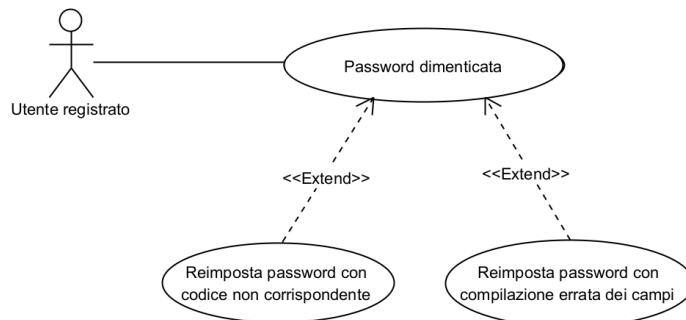 Password dimenticata
Utente registrato
<<Extend>>
<<Extend>>
Reimposta password con
codice non corrispondente
Reimposta password con
compilazione errata dei campi